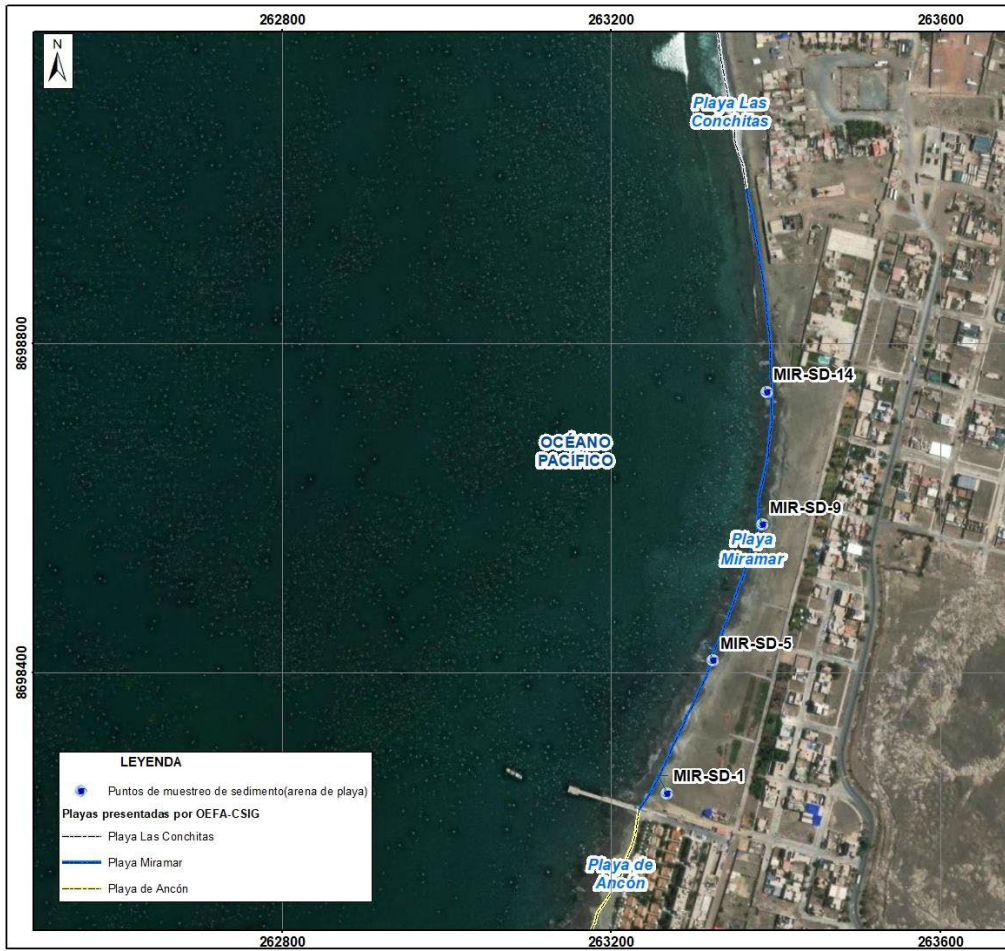 262800
263200
263600
N
Playa Las
Conchitas
8698800
MIR-SD-14
OCÉANO
PACIFICO
MIR-SD-9
Playa
Miramar
MIR-SD-5
8698400
MIR-SD-1
Playa de
Ancón
LEYENDA
Puntos de muestreo de sedimento(arena de playa)
Playas presentadas por OEFA-CSIG
Playa Las Conchitas
Playa Miramar
Playa de Ancón
262800
263200
263600